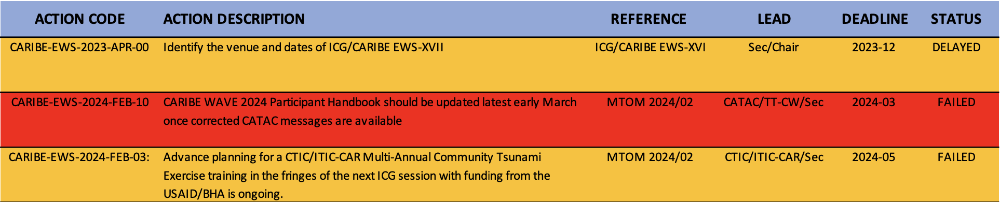 ACTION CODE ACTION DESCRIPTION REFERENCE LEAD DEADLINE STATUS
CARIBE-EWS-2023-APR-00 Identify the venue and dates of ICG/CARIBE EWS-XVII ICG/CARIBE EWS-XVI Sec/Chair 2023-12 DELAYED
CARIBE-EWS-2024-FEB-10 CARIBE WAVE 2024 Participant Handbook should be updated latest early March MTOM 2024/02 CATAC/TT-CW/Sec 2024-03 FAILED
once corrected CATAC messages are available
CARIBE-EWS-2024-FEB-03: Advance planning for a CTIC/ITIC-CAR Multi-Annual Community Tsunami MTOM 2024/02 CTIC/ITIC-CAR/Sec 2024-05 FAILED
Exercise training in the fringes of the next ICG session with funding from the
USAID/BHA is ongoing.